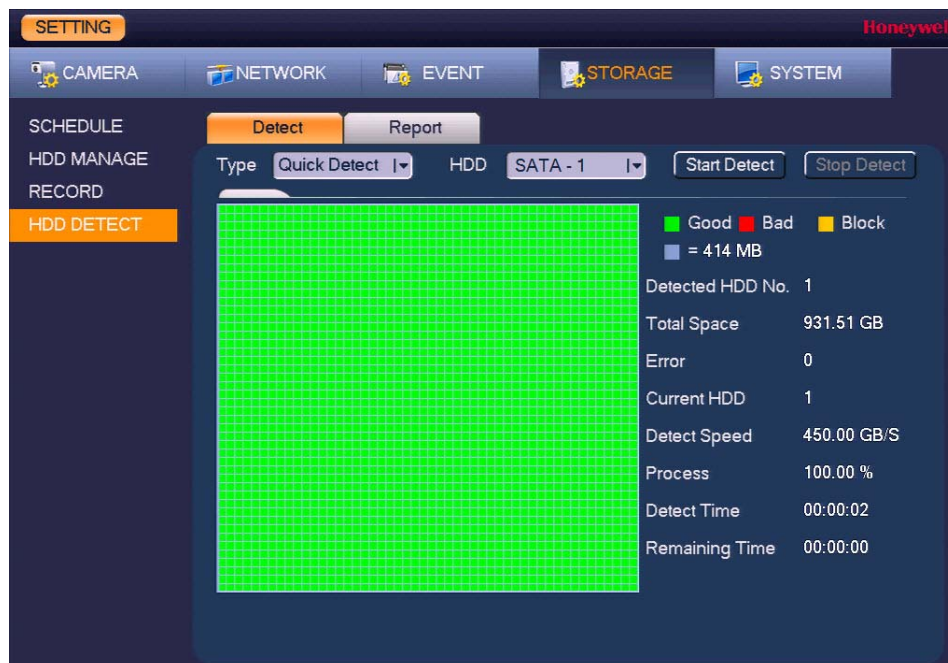 SETTING
Honeywel
CAMERA NETWORK EVENT STORAGE SYSTEM
SCHEDULE
HDD MANAGE
RECORD
HDD DETECT
Detect Report
Type Quick Detect HDD SATA - 1 Start Detect Stop Detect
Good Bad Block
= 414 MB
Detected HDD No. 1
Total Space 931.51 GB
Error 0
Current HDD 1
Detect Speed 450.00 GB/S
Process 100.00 %
Detect Time 00:00:02
Remaining Time 00:00:00